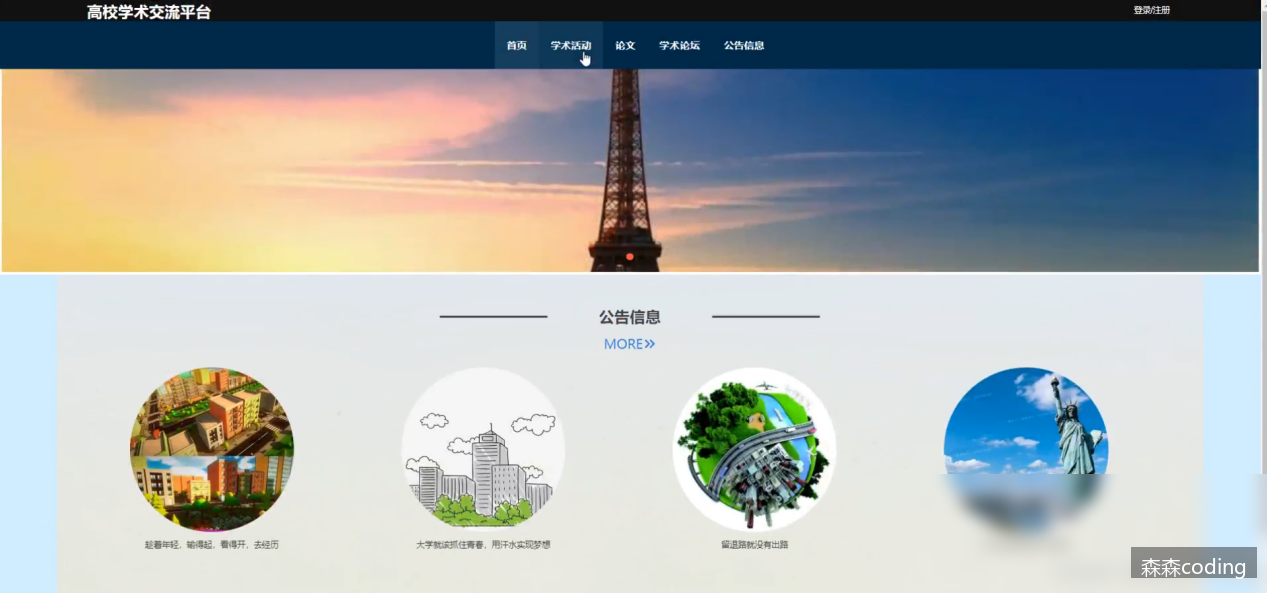 高校学术交流平台
登录/注册
首页 学术活动 论文 学术论坛 公告信息
公告信息
MORE»
趁着年轻，输得起，看得开，去经历
大学就该抓住青春，用汗水实现梦想
留退路就没有出路
森森coding